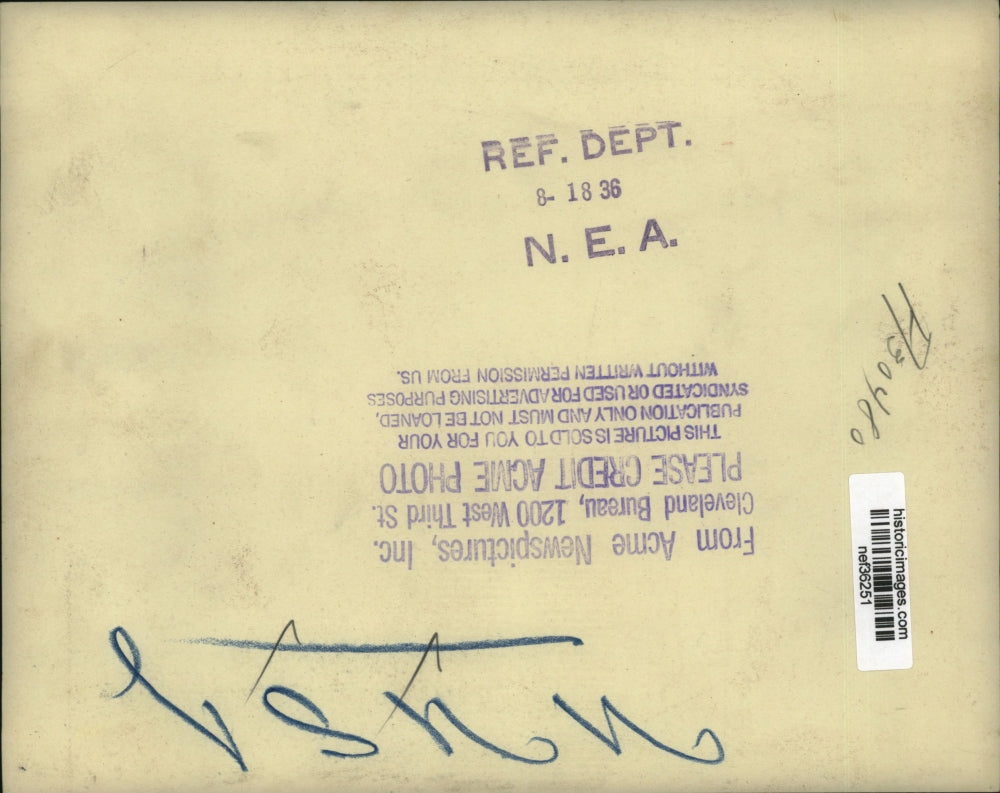 REF. DEPT.
8- 18 36
N. E. A.
From Acme Newspictures, Inc.
Cleveland Bureau, 1200 West Third St.
PLEASE CREDIT ACME PHOTO
THIS PICTURE IS SOLD TO YOU FOR YOUR
PUBLICATION ONLY AND MUST NOT BE LOANED,
SYNDICATED OR USED FOR ADVERTISING PURPOSES
WITHOUT WRITTEN PERMISSION FROM US.
historicimages.com
nef36251